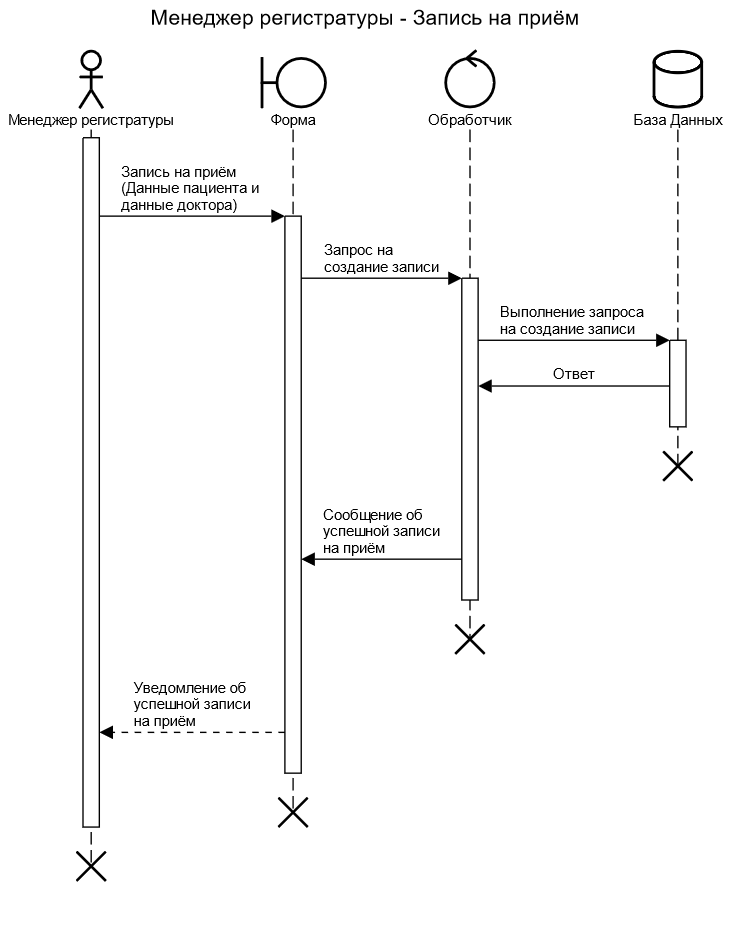 Менеджер регистратуры - Запись на приём
Менеджер регистратуры
Форма
Обработчик
База Данных
Запись на приём
(Данные пациента и
данные доктора)
Запрос на
создание записи
Выполнение запроса
на создание записи
Ответ
Сообщение об
успешной записи
на приём
Уведомление об
успешной записи
на приём